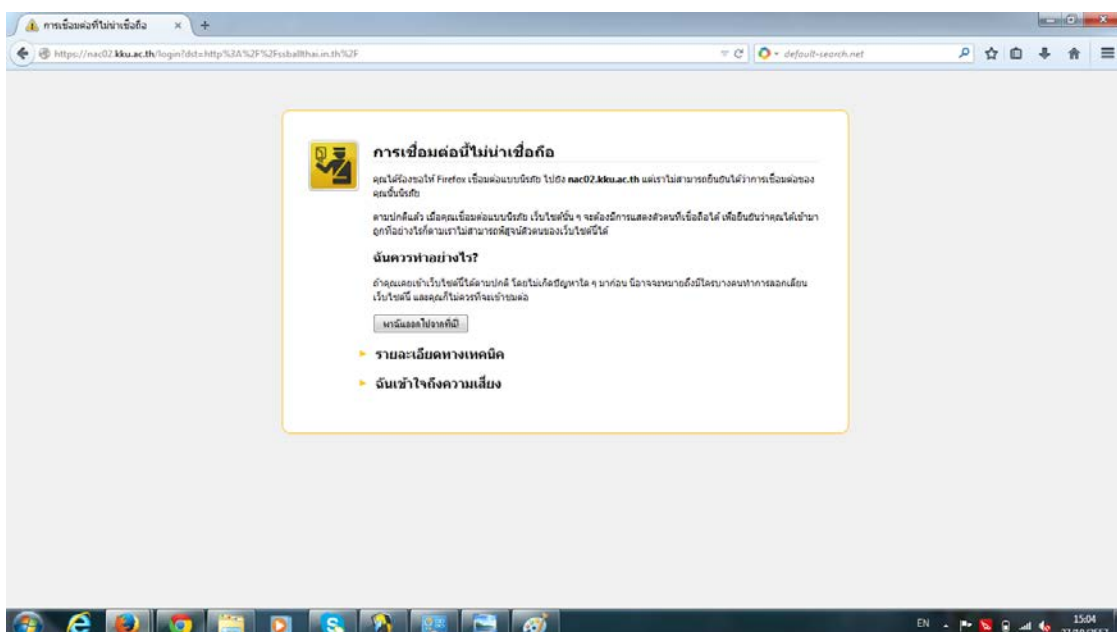 การเชื่อมต่อที่ไม่น่าเชื่อถือ
https://nac02.kku.ac.th/login?dst=http%3A%2F%2Fssballthai.in.th%2F
default-search.net
การเชื่อมต่อนี้ไม่น่าเชื่อถือ
คุณได้ร้องขอให้ Firefox เชื่อมต่อแบบนิรภัย ไปยัง nac02.kku.ac.th แต่เราไม่สามารถยืนยันได้ว่าการเชื่อมต่อของ
คุณนั้นนิรภัย
ตามปกติแล้ว เมื่อคุณเชื่อมต่อแบบนิรภัย เว็บไซต์นั้น ๆ จะต้องมีการแสดงตัวตนที่เชื่อถือได้ เพื่อยืนยันว่าคุณได้เข้ามา
ถูกที่อย่างไรก็ตามเราไม่สามารถพิสูจน์ตัวตนของเว็บไซต์นี้ได้
ฉันควรทำอย่างไร?
ถ้าคุณเคยเข้าเว็บไซต์นี้ได้ตามปกติ โดยไม่เกิดปัญหาใด ๆ มาก่อน นี่อาจจะหมายถึงมีใครบางคนทำการลอกเลียน
เว็บไซต์นี้ และคุณก็ไม่ควรที่จะเข้าชมต่อ
พาฉันออกไปจากที่นี่!
รายละเอียดทางเทคนิค
ฉันเข้าใจถึงความเสี่ยง
EN
15:04